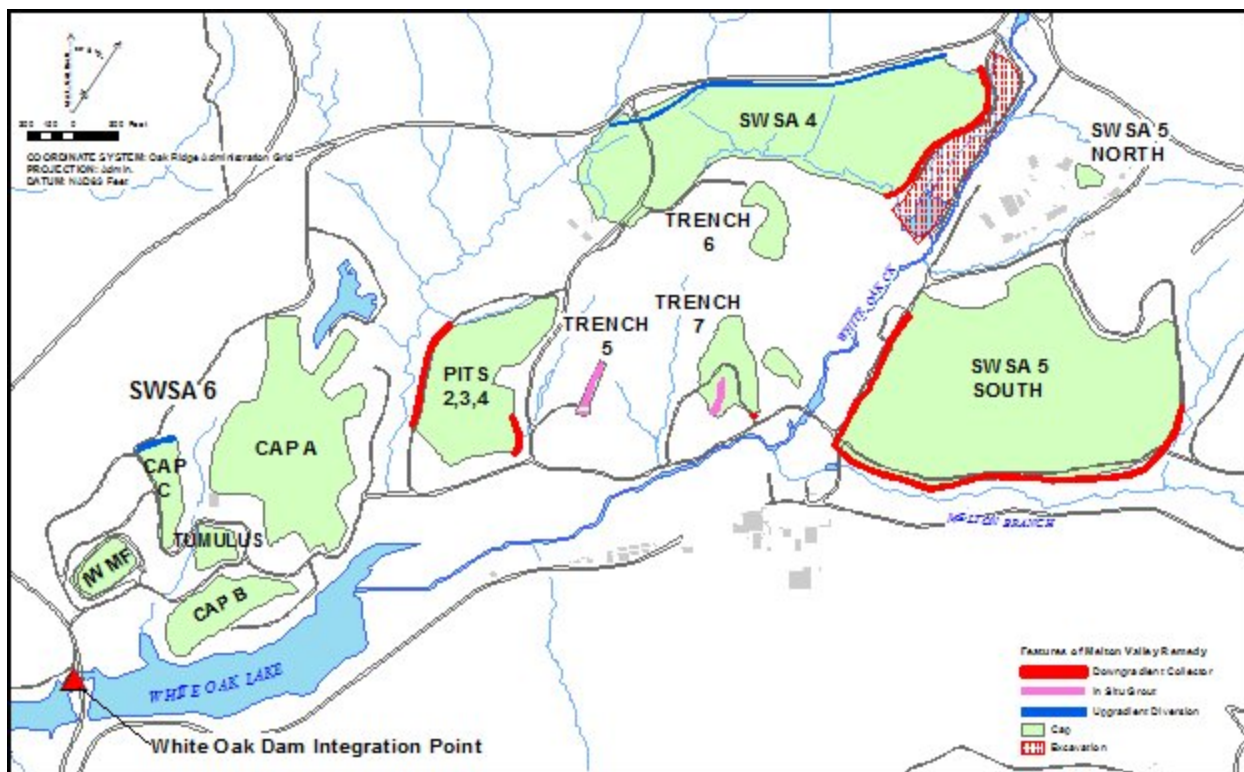 COORDINATE SYSTEM: Oak Ridge Administration Grid
PROJECTION: Admin.
DATUM: NAD83 Feet
SWSA 4
SWSA 5
NORTH
TRENCH
6
WHITE OAK CK
TRENCH
7
TRENCH
5
PITS
2,3,4
SWSA 5
SOUTH
SWSA 6
CAP A
CAP
C
TUMULUS
IWMF
CAP B
MELTON BRANCH
WHITE OAK LAKE
White Oak Dam Integration Point
Features of Melton Valley Remedy
Downgradient Collector
In Situ Grout
Upgradient Diversion
Cap
Excavation